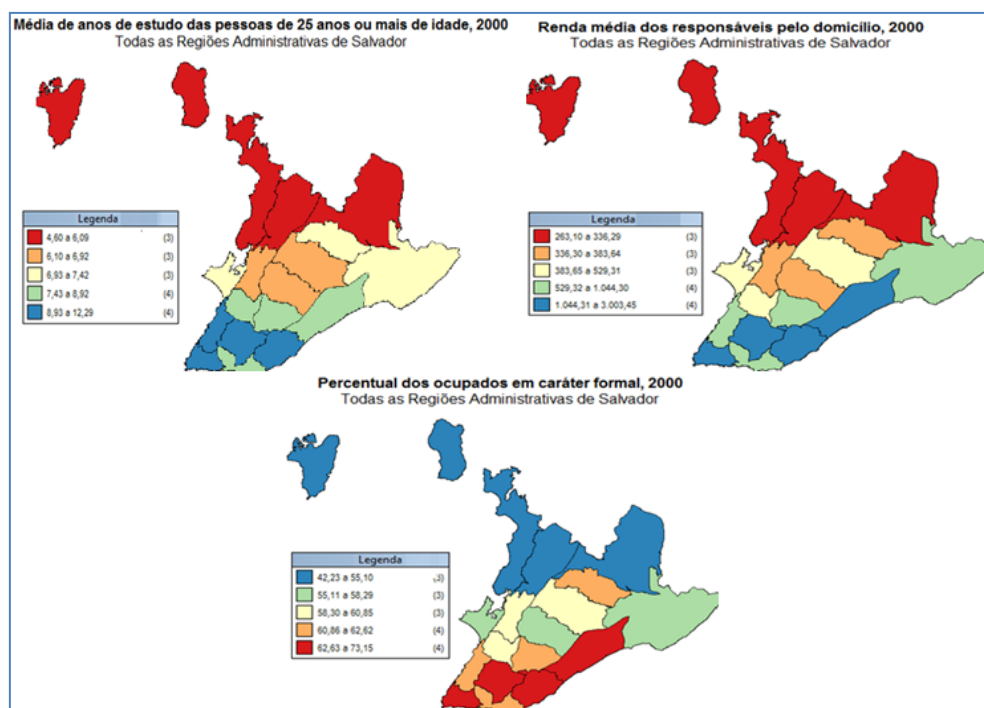 Média de anos de estudo das pessoas de 25 anos ou mais de idade, 2000
Todas as Regiões Administrativas de Salvador
Legenda
4,60 a 6,09 (3)
6,10 a 6,92 (3)
6,93 a 7,42 (3)
7,43 a 8,92 (4)
8,93 a 12,29 (4)
Renda média dos responsáveis pelo domicílio, 2000
Todas as Regiões Administrativas de Salvador
Legenda
263,10 a 336,29 (3)
336,30 a 383,64 (3)
383,65 a 529,31 (3)
529,32 a 1.044,30 (4)
1.044,31 a 3.003,45 (4)
Percentual dos ocupados em caráter formal, 2000
Todas as Regiões Administrativas de Salvador
Legenda
42,23 a 55,10 (3)
55,11 a 58,29 (3)
58,30 a 60,85 (3)
60,86 a 62,62 (4)
62,63 a 73,15 (4)